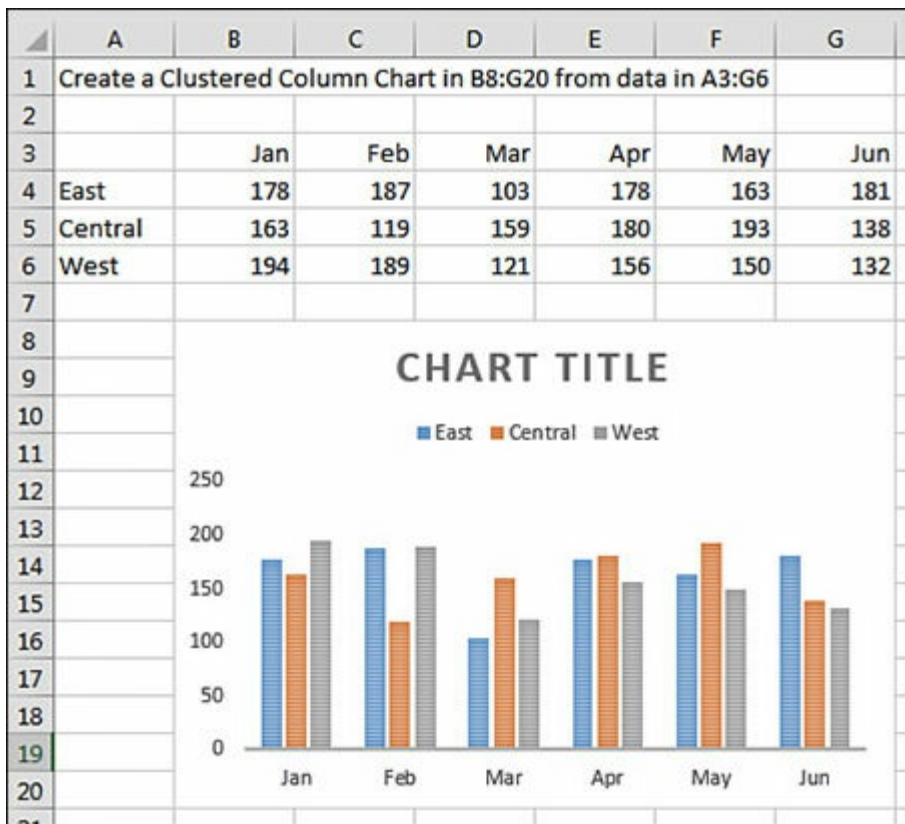 A B C D E F G
1 Create a Clustered Column Chart in B8:G20 from data in A3:G6
2
3 Jan Feb Mar Apr May Jun
4 East 178 187 103 178 163 181
5 Central 163 119 159 180 193 138
6 West 194 189 121 156 150 132
7
8
9
10
11
12
13
14
15
16
17
18
19
20
CHART TITLE
East Central West
250
200
150
100
50
0
Jan Feb Mar Apr May Jun